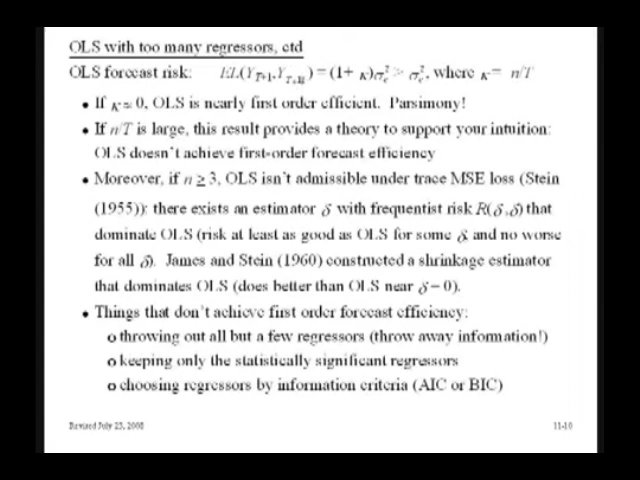 OLS with too many regressors, ctd
OLS forecast risk: EL(Y_{T+1}, Y_{T+1|T}) = (1+ κ)σ_e² > σ_e², where κ = n/T
• If κ ≈ 0, OLS is nearly first order efficient. Parsimony!
• If n/T is large, this result provides a theory to support your intuition:
OLS doesn't achieve first-order forecast efficiency
• Moreover, if n ≥ 3, OLS isn't admissible under trace MSE loss (Stein
(1955)): there exists an estimator δ with frequentist risk R(δ, δ) that
dominate OLS (risk at least as good as OLS for some δ, and no worse
for all δ). James and Stein (1960) constructed a shrinkage estimator
that dominates OLS (does better than OLS near δ=0).
• Things that don't achieve first order forecast efficiency:
o throwing out all but a few regressors (throw away information!)
o keeping only the statistically significant regressors
o choosing regressors by information criteria (AIC or BIC)
Revised July 23, 2008 11-10